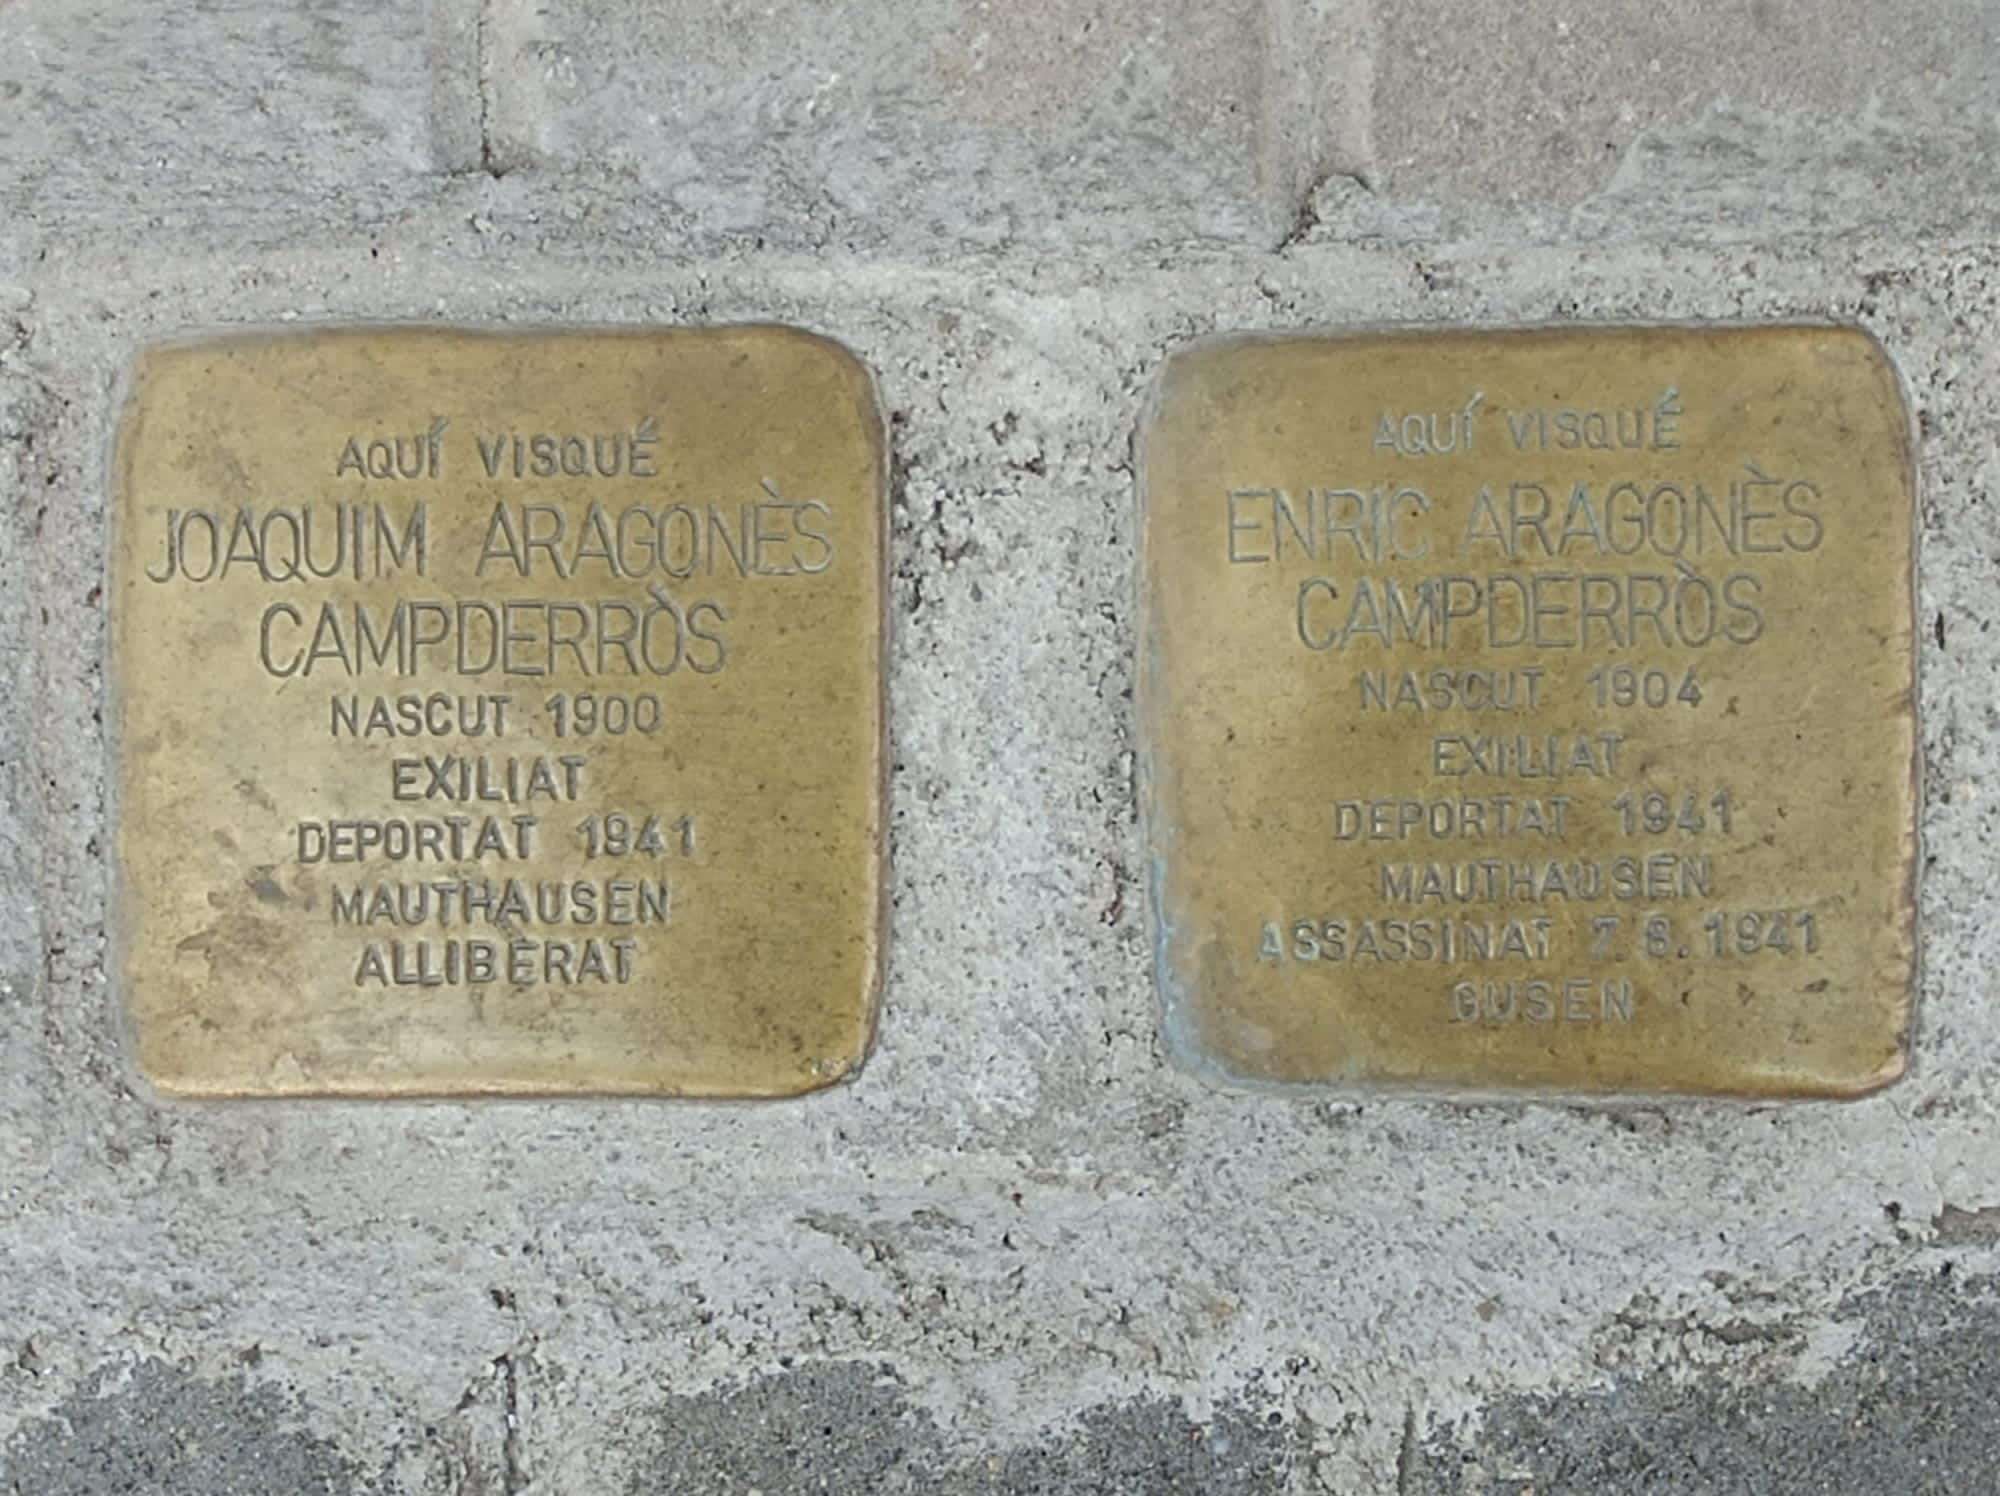 AQUÍ VISQUÉ
JOAQUIM ARAGONÈS
CAMPDERRÒS
NASCUT 1900
EXILIAT
DEPORTAT 1941
MAUTHAUSEN
ALLIBERAT
AQUÍ VISQUÉ
ENRIC ARAGONÈS
CAMPDERRÒS
NASCUT 1904
EXILIAT
DEPORTAT 1941
MAUTHAUSEN
ASSASSINAT 7.8.1941
GUSEN